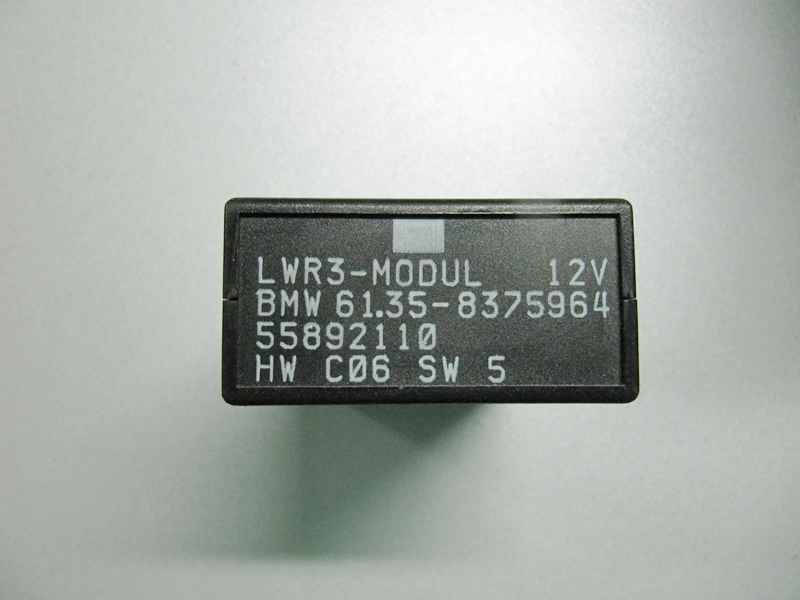 LWR3-MODUL 12V
BMW 61.35-8375964
55892110
HW C06 SW 5